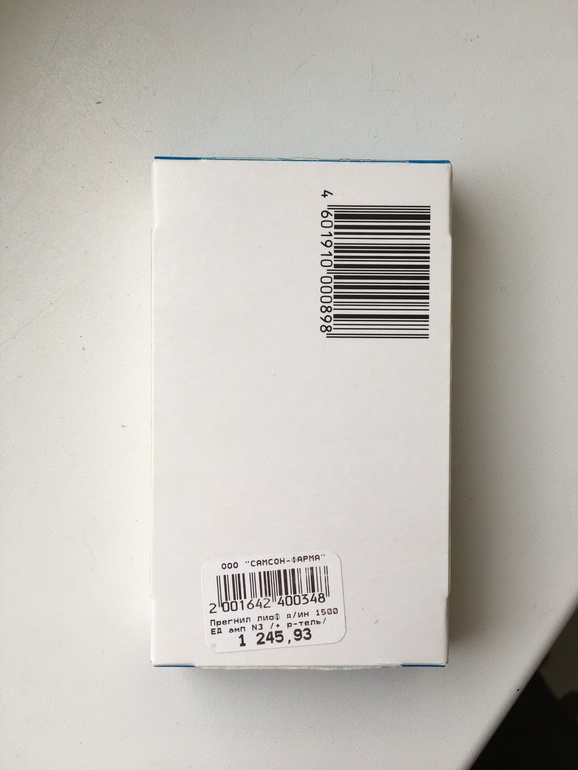 4 601910 000898
ООО "САМСОН-ФАРМА"
2 001642 400348
Прегнил лиоф д/ин 1500
ЕД амп N3 /+ р-тель/
1 245,93